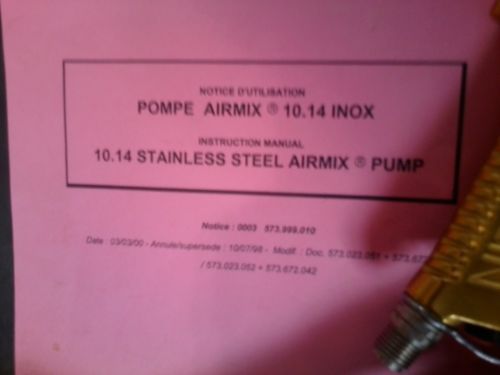 NOTICE D'UTILISATION
POMPE AIRMIX ® 10.14 INOX
INSTRUCTION MANUAL
10.14 STAINLESS STEEL AIRMIX ® PUMP
Notice : 0003 573.999.010
Date : 03/03/00 - Annule/supersede : 10/07/98 - Modif. : Doc. 573.023.051 +
/ 573.023.052 + 573.672.042